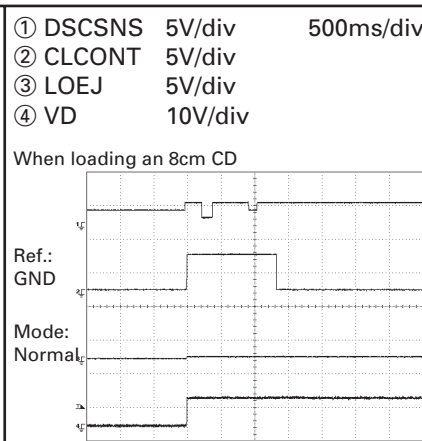 ① DSCSNS 5V/div 500ms/div
② CLCONT 5V/div
③ LOEJ 5V/div
④ VD 10V/div
When loading an 8cm CD
Ref.:
GND
Mode:
Normal